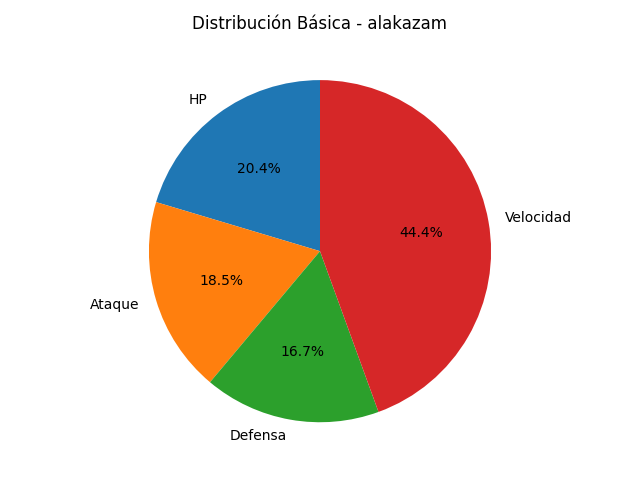 Distribución Básica - alakazam
HP
20.4%
Velocidad
44.4%
18.5%
Ataque
16.7%
Defensa